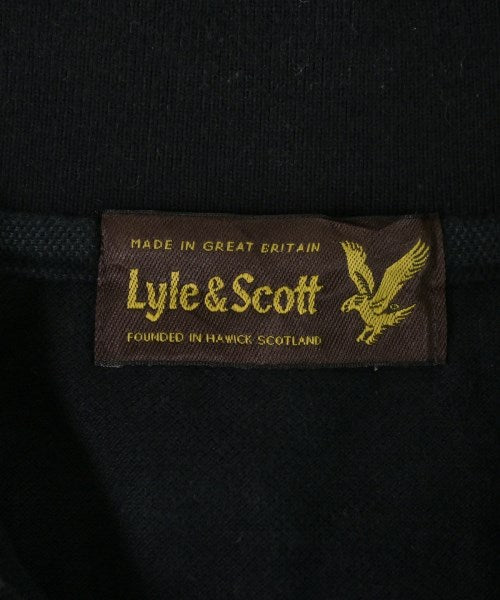 MADE IN GREAT BRITAIN
Lyle & Scott
FOUNDED IN HAWICK SCOTLAND